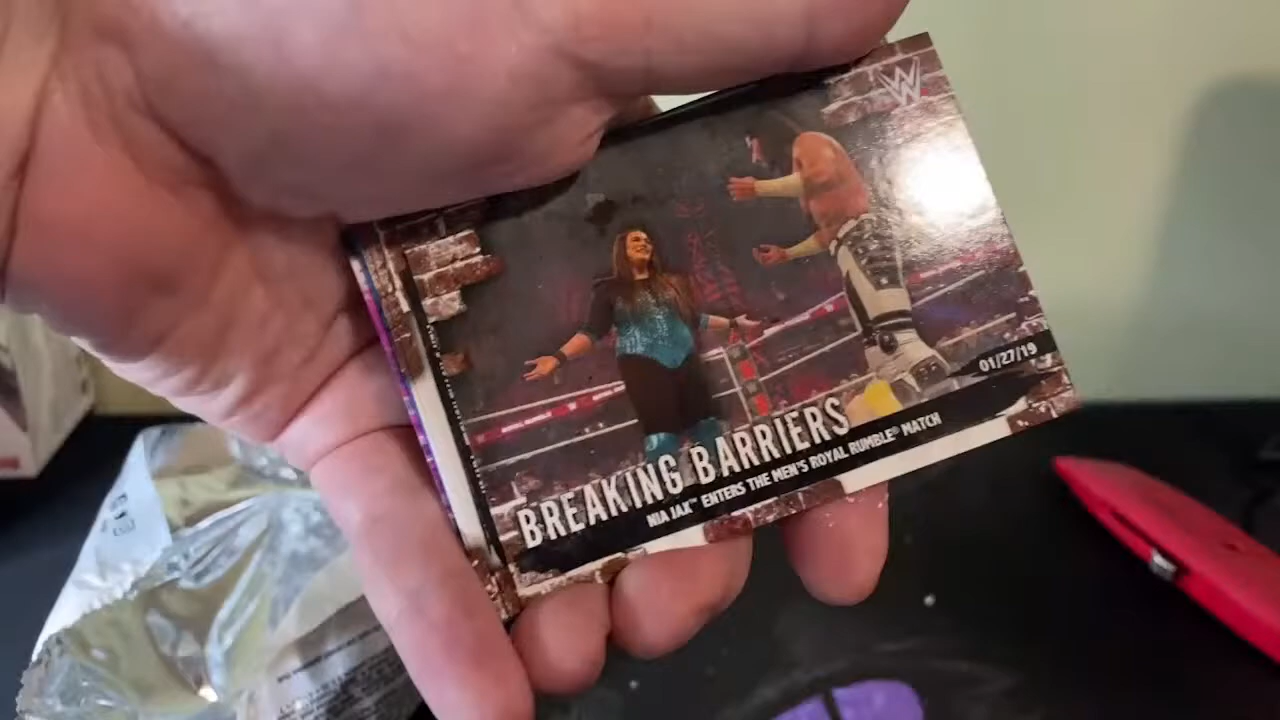 W
01/27/19
BREAKING BARRIERS
NIA JAX™ ENTERS THE MEN'S ROYAL RUMBLE® MATCH